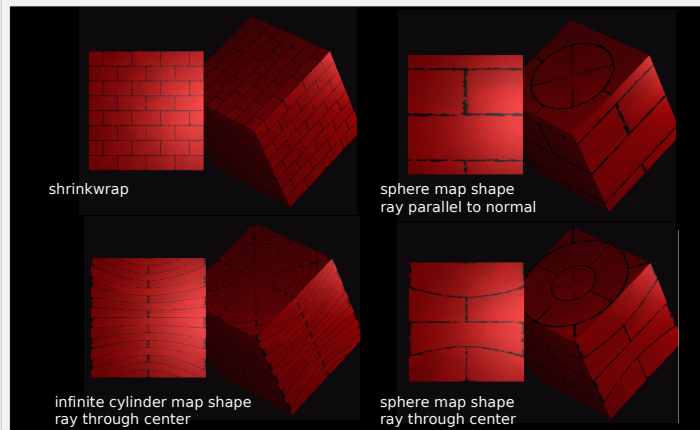 shrinkwrap
sphere map shape
ray parallel to normal
infinite cylinder map shape
ray through center
sphere map shape
ray through center